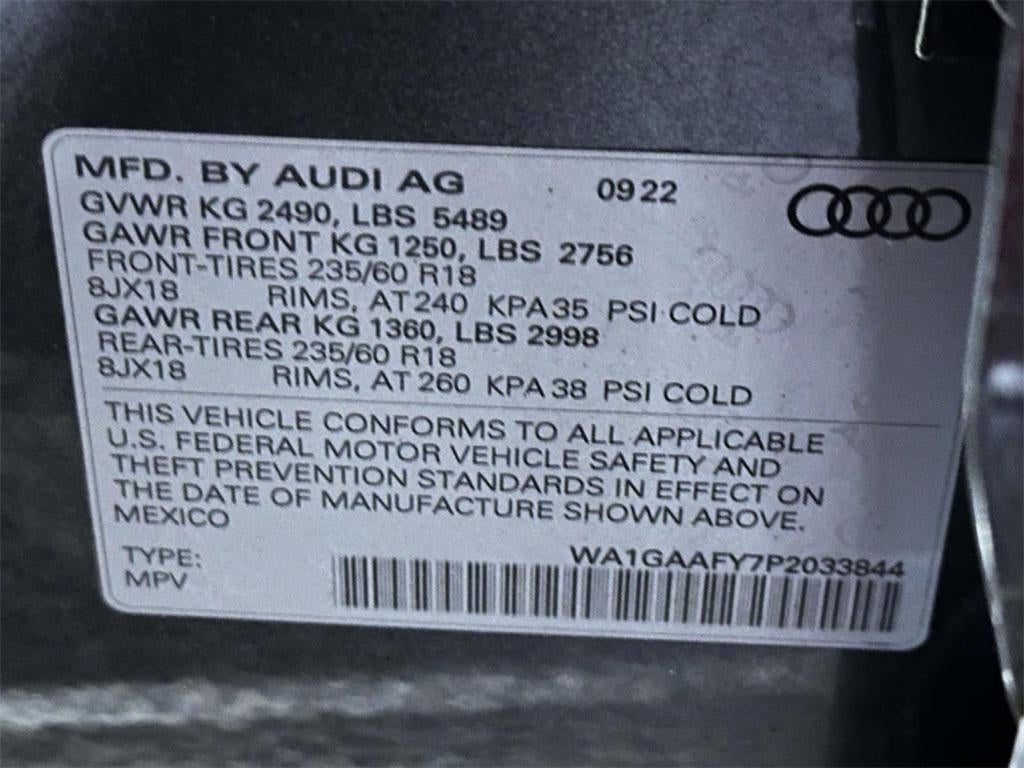 MFD. BY AUDI AG 09 22
GVWR KG 2490, LBS 5489
GAWR FRONT KG 1250, LBS 2756
FRONT-TIRES 235/60 R18
8JX18 RIMS, AT 240 KPA 35 PSI COLD
GAWR REAR KG 1360, LBS 2998
REAR-TIRES 235/60 R18
8JX18 RIMS, AT 260 KPA 38 PSI COLD
THIS VEHICLE CONFORMS TO ALL APPLICABLE
U.S. FEDERAL MOTOR VEHICLE SAFETY AND
THEFT PREVENTION STANDARDS IN EFFECT ON
THE DATE OF MANUFACTURE SHOWN ABOVE.
MEXICO
WA1GAAFY7P2033844
TYPE:
MPV